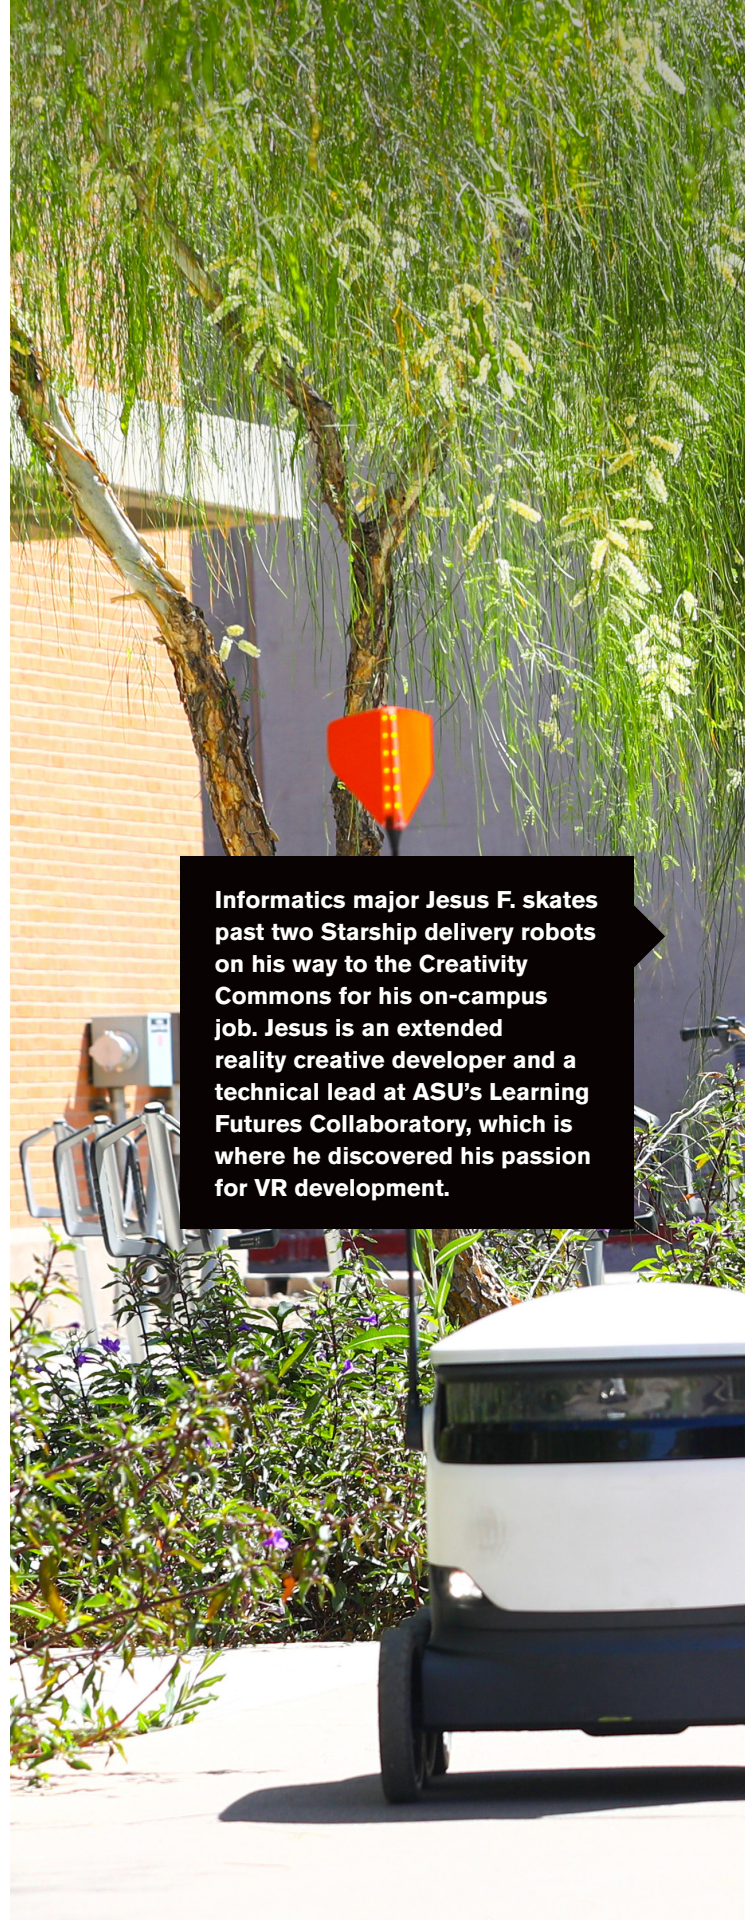 Informatics major Jesus F. skates
past two Starship delivery robots
on his way to the Creativity
Commons for his on-campus
job. Jesus is an extended
reality creative developer and a
technical lead at ASU’s Learning
Futures Collaboratory, which is
where he discovered his passion
for VR development.